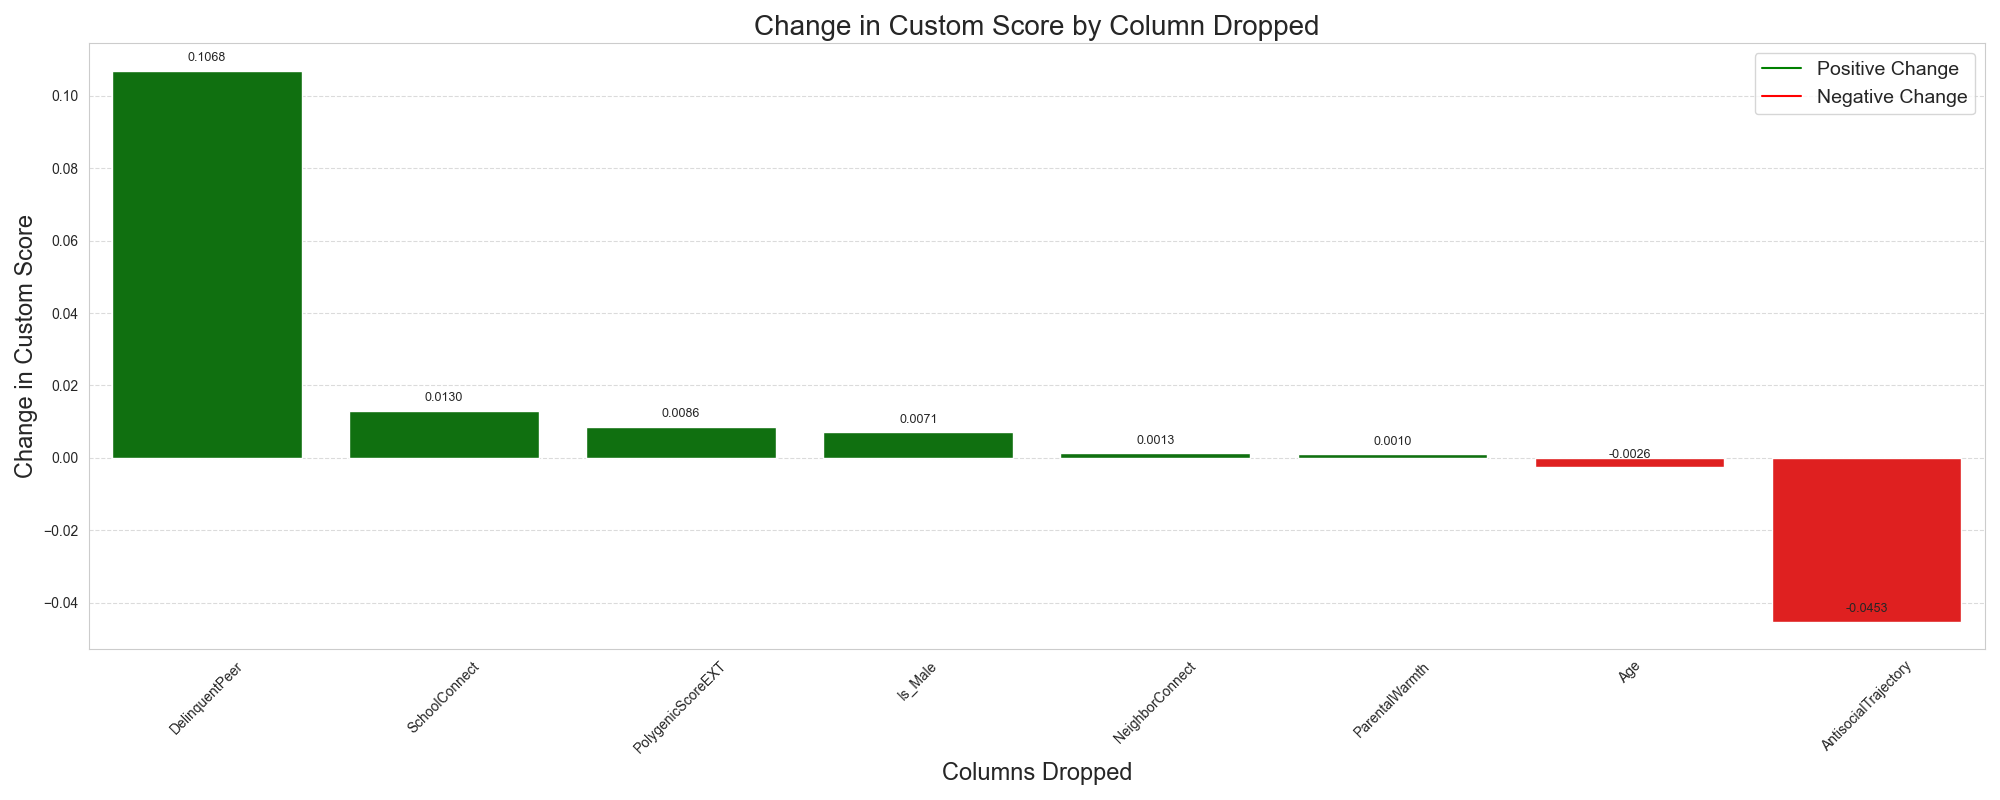 Change in Custom Score by Column Dropped
Positive Change
Negative Change
Change in Custom Score
0.10
0.08
0.06
0.04
0.02
0.00
−0.02
−0.04
0.1068
0.0130
0.0086
0.0071
0.0013
0.0010
-0.0026
-0.0453
DelinquentPeer
SchoolConnect
PolygenicScoreEXT
Is_Male
NeighborConnect
ParentalWarmth
Age
AntisocialTrajectory
Columns Dropped